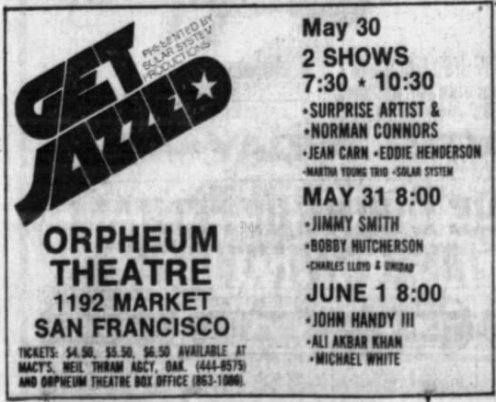 GET
JAZZED
PRESENTED BY
SOLAR SYSTEM
PRODUCTIONS
ORPHEUM
THEATRE
1192 MARKET
SAN FRANCISCO
TICKETS: $4.50, $5.50, $6.50 AVAILABLE AT
MACY'S, NEIL THRAM AGCY, OAK. (444-8575)
AND ORPHEUM THEATRE BOX OFFICE
May 30
2 SHOWS
7:30 * 10:30
•SURPRISE ARTIST &
•NORMAN CONNORS
•JEAN CARN •EDDIE HENDERSON
•MARTHA YOUNG TRIO •SOLAR SYSTEM
MAY 31 8:00
•JIMMY SMITH
•BOBBY HUTCHERSON
•CHARLES LLOYD & UNIDAD
JUNE 1 8:00
•JOHN HANDY III
•ALI AKBAR KHAN
•MICHAEL WHITE